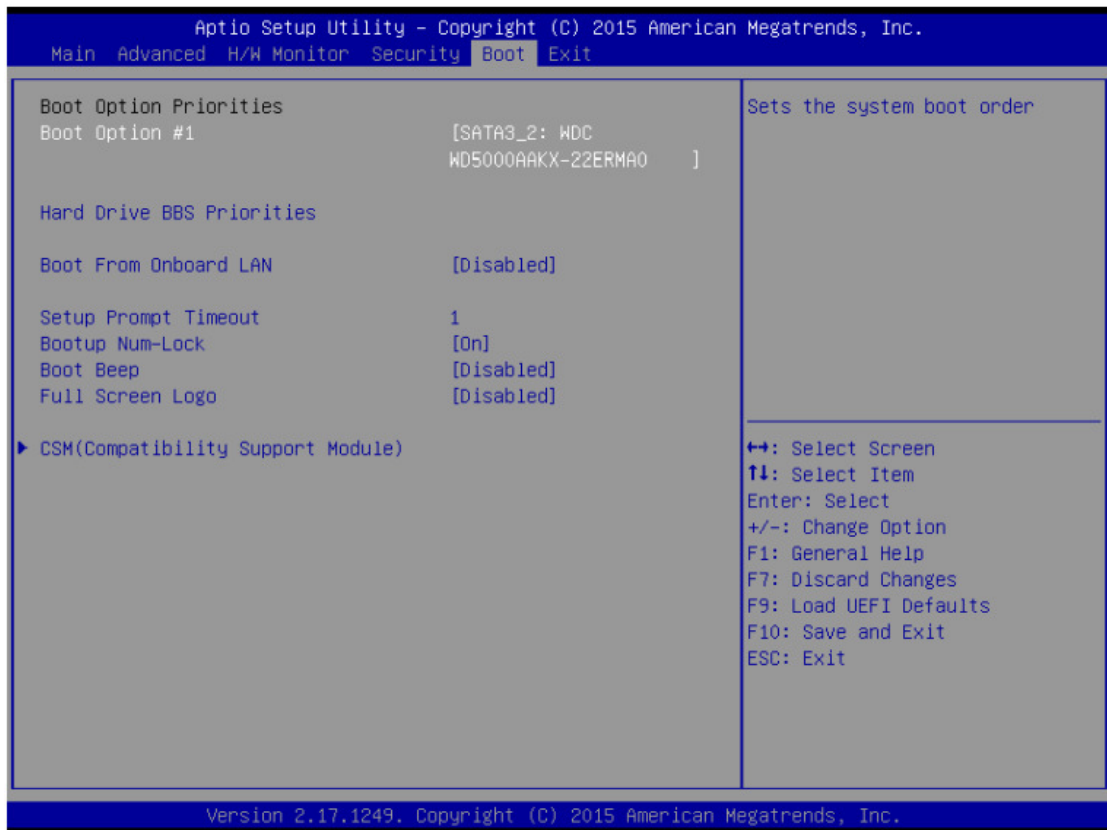 Aptio Setup Utility – Copyright (C) 2015 American Megatrends, Inc.
Main Advanced H/W Monitor Security Boot Exit
Boot Option Priorities
Boot Option #1 [SATA3_2: WDC
WD5000AAKX-22ERMA0 ]
Hard Drive BBS Priorities
Boot From Onboard LAN [Disabled]
Setup Prompt Timeout 1
Bootup Num-Lock [On]
Boot Beep [Disabled]
Full Screen Logo [Disabled]
▶ CSM(Compatibility Support Module)
Sets the system boot order
↔: Select Screen
↑↓: Select Item
Enter: Select
+/-: Change Option
F1: General Help
F7: Discard Changes
F9: Load UEFI Defaults
F10: Save and Exit
ESC: Exit
Version 2.17.1249. Copyright (C) 2015 American Megatrends, Inc.